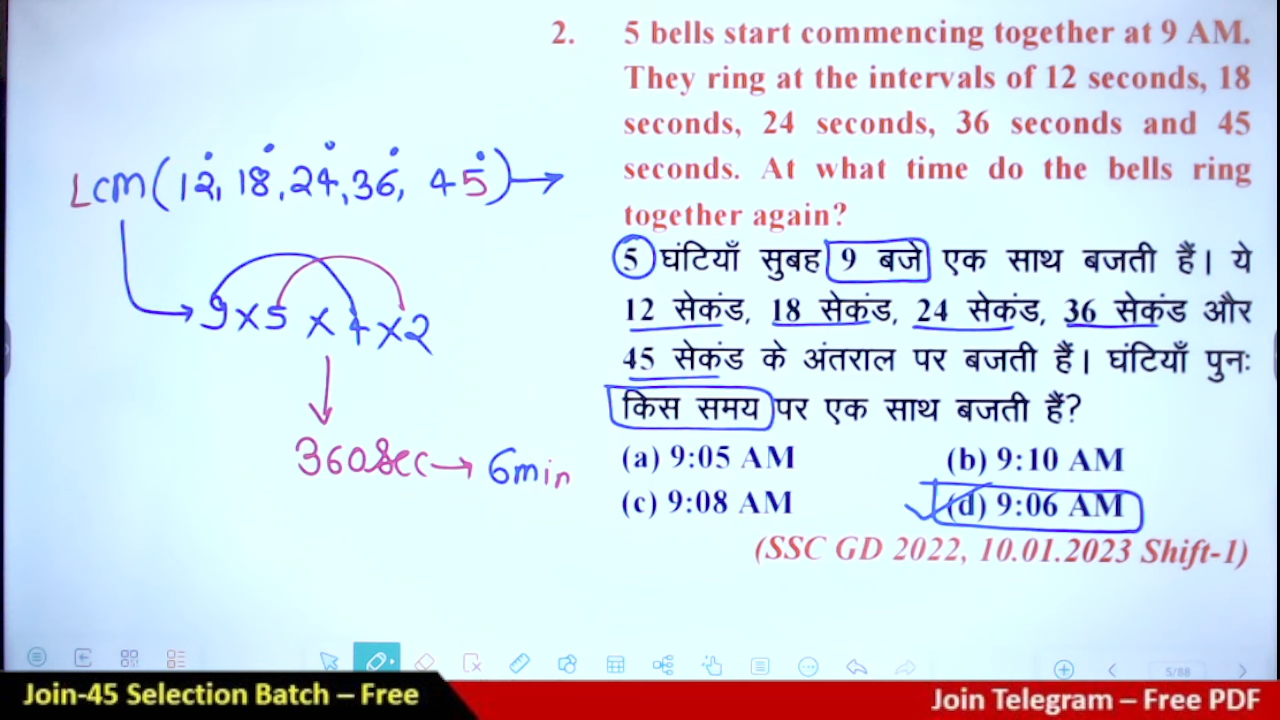 2. 5 bells start commencing together at 9 AM.
They ring at the intervals of 12 seconds, 18
seconds, 24 seconds, 36 seconds and 45
seconds. At what time do the bells ring
together again?
5 घंटियाँ सुबह 9 बजे एक साथ बजती हैं। ये
12 सेकंड, 18 सेकंड, 24 सेकंड, 36 सेकंड और
45 सेकंड के अंतराल पर बजती हैं। घंटियाँ पुनः
किस समय पर एक साथ बजती हैं?
(a) 9:05 AM (b) 9:10 AM
(c) 9:08 AM (d) 9:06 AM
(SSC GD 2022, 10.01.2023 Shift-1)
LCM(12, 18, 24, 36, 45)
9×5×4×2
360sec→6min
5/88
Join-45 Selection Batch – Free
Join Telegram – Free PDF